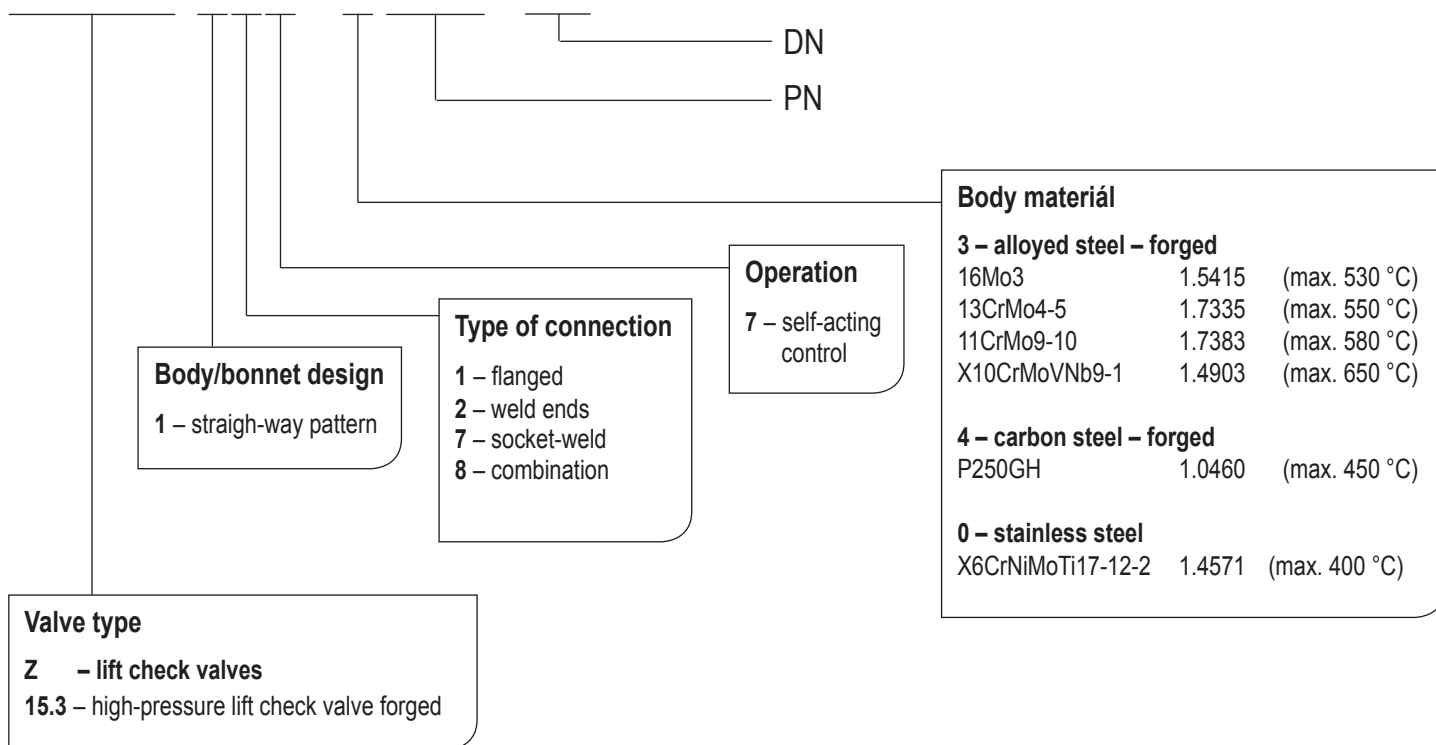 DN
PN
Body materiál
3 – alloyed steel – forged
16Mo3 1.5415 (max. 530 °C)
13CrMo4-5 1.7335 (max. 550 °C)
11CrMo9-10 1.7383 (max. 580 °C)
X10CrMoVNb9-1 1.4903 (max. 650 °C)
4 – carbon steel – forged
P250GH 1.0460 (max. 450 °C)
0 – stainless steel
X6CrNiMoTi17-12-2 1.4571 (max. 400 °C)
Operation
7 – self-acting
control
Type of connection
1 – flanged
2 – weld ends
7 – socket-weld
8 – combination
Body/bonnet design
1 – straigh-way pattern
Valve type
Z – lift check valves
15.3 – high-pressure lift check valve forged